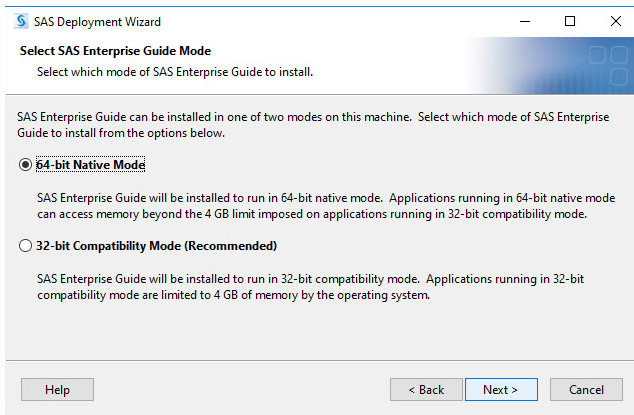 SAS Deployment Wizard
Select SAS Enterprise Guide Mode
Select which mode of SAS Enterprise Guide to install.
SAS Enterprise Guide can be installed in one of two modes on this machine.  Select which mode of SAS Enterprise
Guide to install from the options below.
64-bit Native Mode
SAS Enterprise Guide will be installed to run in 64-bit native mode.  Applications running in 64-bit native mode
can access memory beyond the 4 GB limit imposed on applications running in 32-bit compatibility mode.
32-bit Compatibility Mode (Recommended)
SAS Enterprise Guide will be installed to run in 32-bit compatibility mode.  Applications running in 32-bit
compatibility mode are limited to 4 GB of memory by the operating system.
Help < Back Next > Cancel